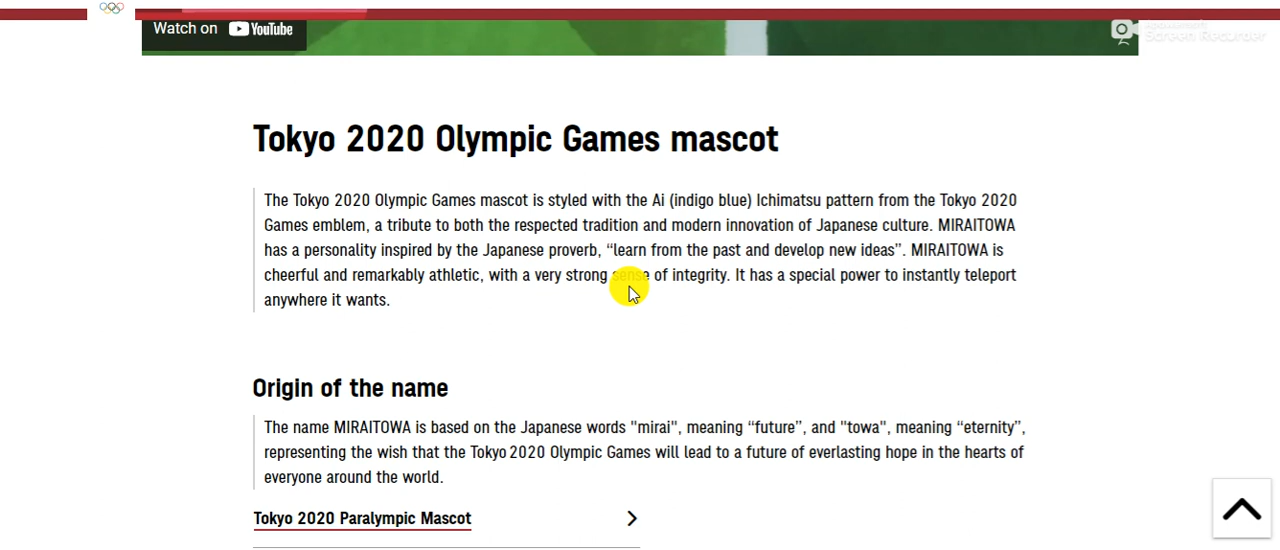 Watch on YouTube
Screen Recorder
Tokyo 2020 Olympic Games mascot
The Tokyo 2020 Olympic Games mascot is styled with the Ai (indigo blue) Ichimatsu pattern from the Tokyo 2020
Games emblem, a tribute to both the respected tradition and modern innovation of Japanese culture. MIRAITOWA
has a personality inspired by the Japanese proverb, “learn from the past and develop new ideas”. MIRAITOWA is
cheerful and remarkably athletic, with a very strong sense of integrity. It has a special power to instantly teleport
anywhere it wants.
Origin of the name
The name MIRAITOWA is based on the Japanese words "mirai", meaning “future”, and "towa", meaning “eternity”,
representing the wish that the Tokyo 2020 Olympic Games will lead to a future of everlasting hope in the hearts of
everyone around the world.
Tokyo 2020 Paralympic Mascot